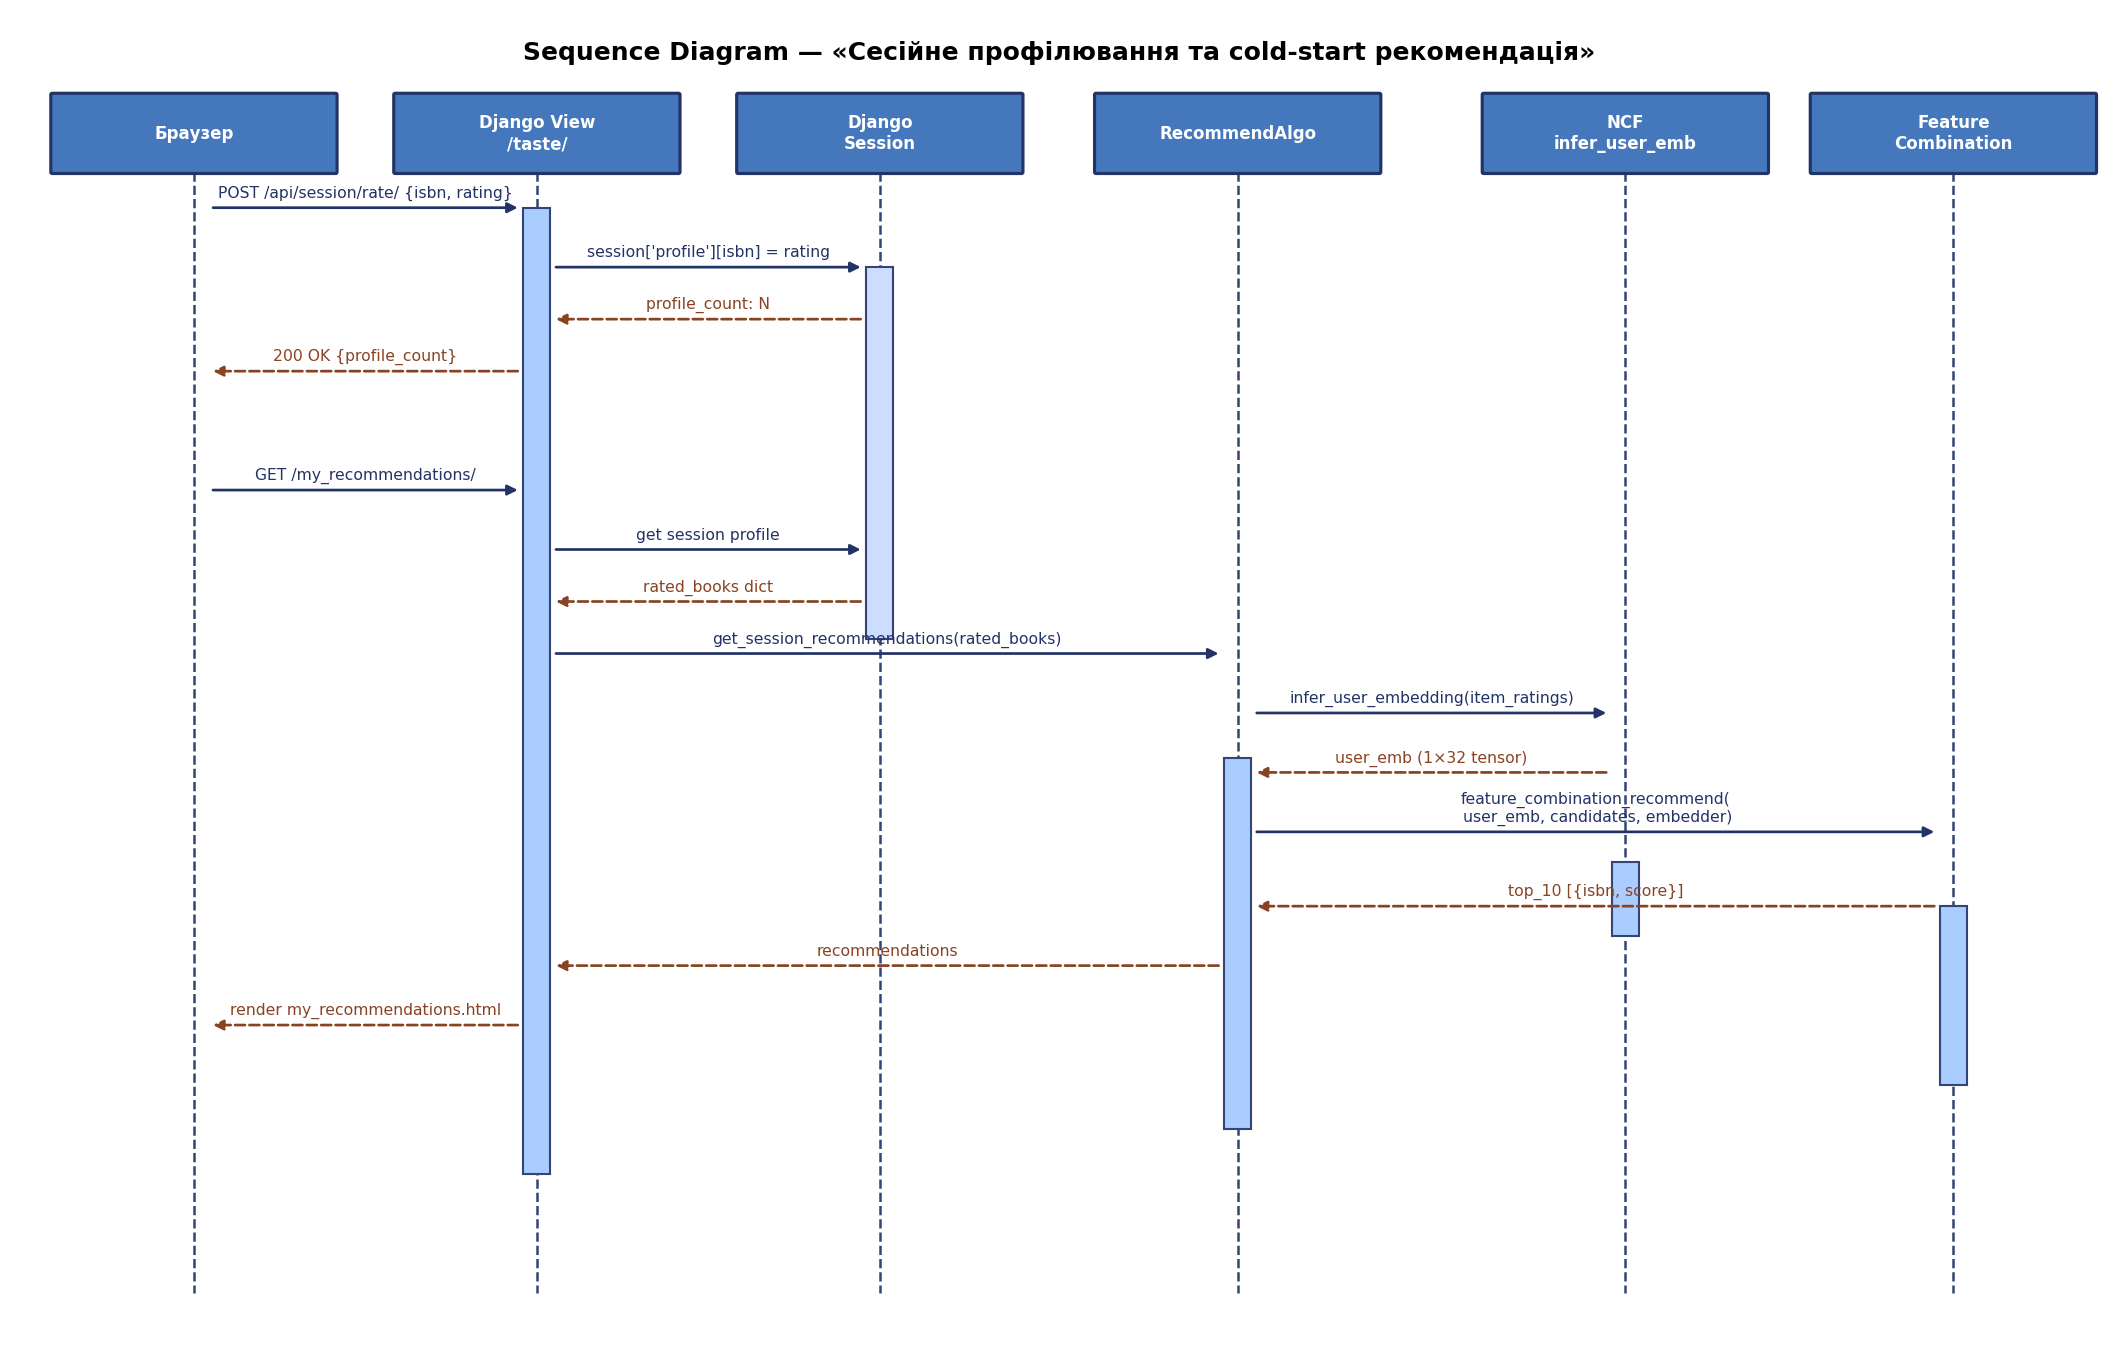 Sequence Diagram — «Сесійне профілювання та cold-start рекомендація»
Браузер
Django View
/taste/
Django
Session
RecommendAlgo
NCF
infer_user_emb
Feature
Combination
POST /api/session/rate/ {isbn, rating}
session['profile'][isbn] = rating
profile_count: N
200 OK {profile_count}
GET /my_recommendations/
get session profile
rated_books dict
get_session_recommendations(rated_books)
infer_user_embedding(item_ratings)
user_emb (1×32 tensor)
feature_combination_recommend(
user_emb, candidates, embedder)
top_10 [{isbn, score}]
recommendations
render my_recommendations.html